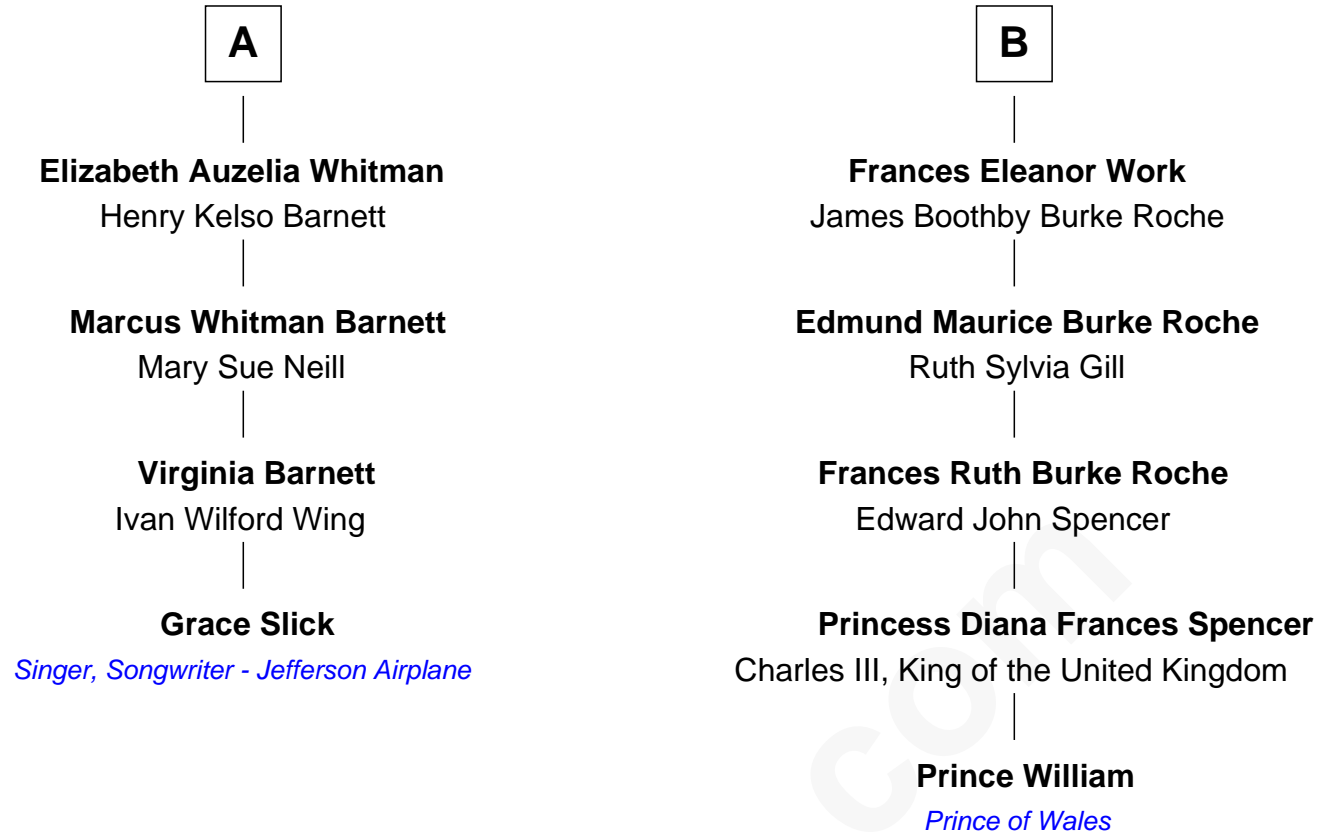 A
Elizabeth Auzelia Whitman
Henry Kelso Barnett
Marcus Whitman Barnett
Mary Sue Neill
Virginia Barnett
Ivan Wilford Wing
Grace Slick
Singer, Songwriter - Jefferson Airplane
B
Frances Eleanor Work
James Boothby Burke Roche
Edmund Maurice Burke Roche
Ruth Sylvia Gill
Frances Ruth Burke Roche
Edward John Spencer
Princess Diana Frances Spencer
Charles III, King of the United Kingdom
Prince William
Prince of Wales
com